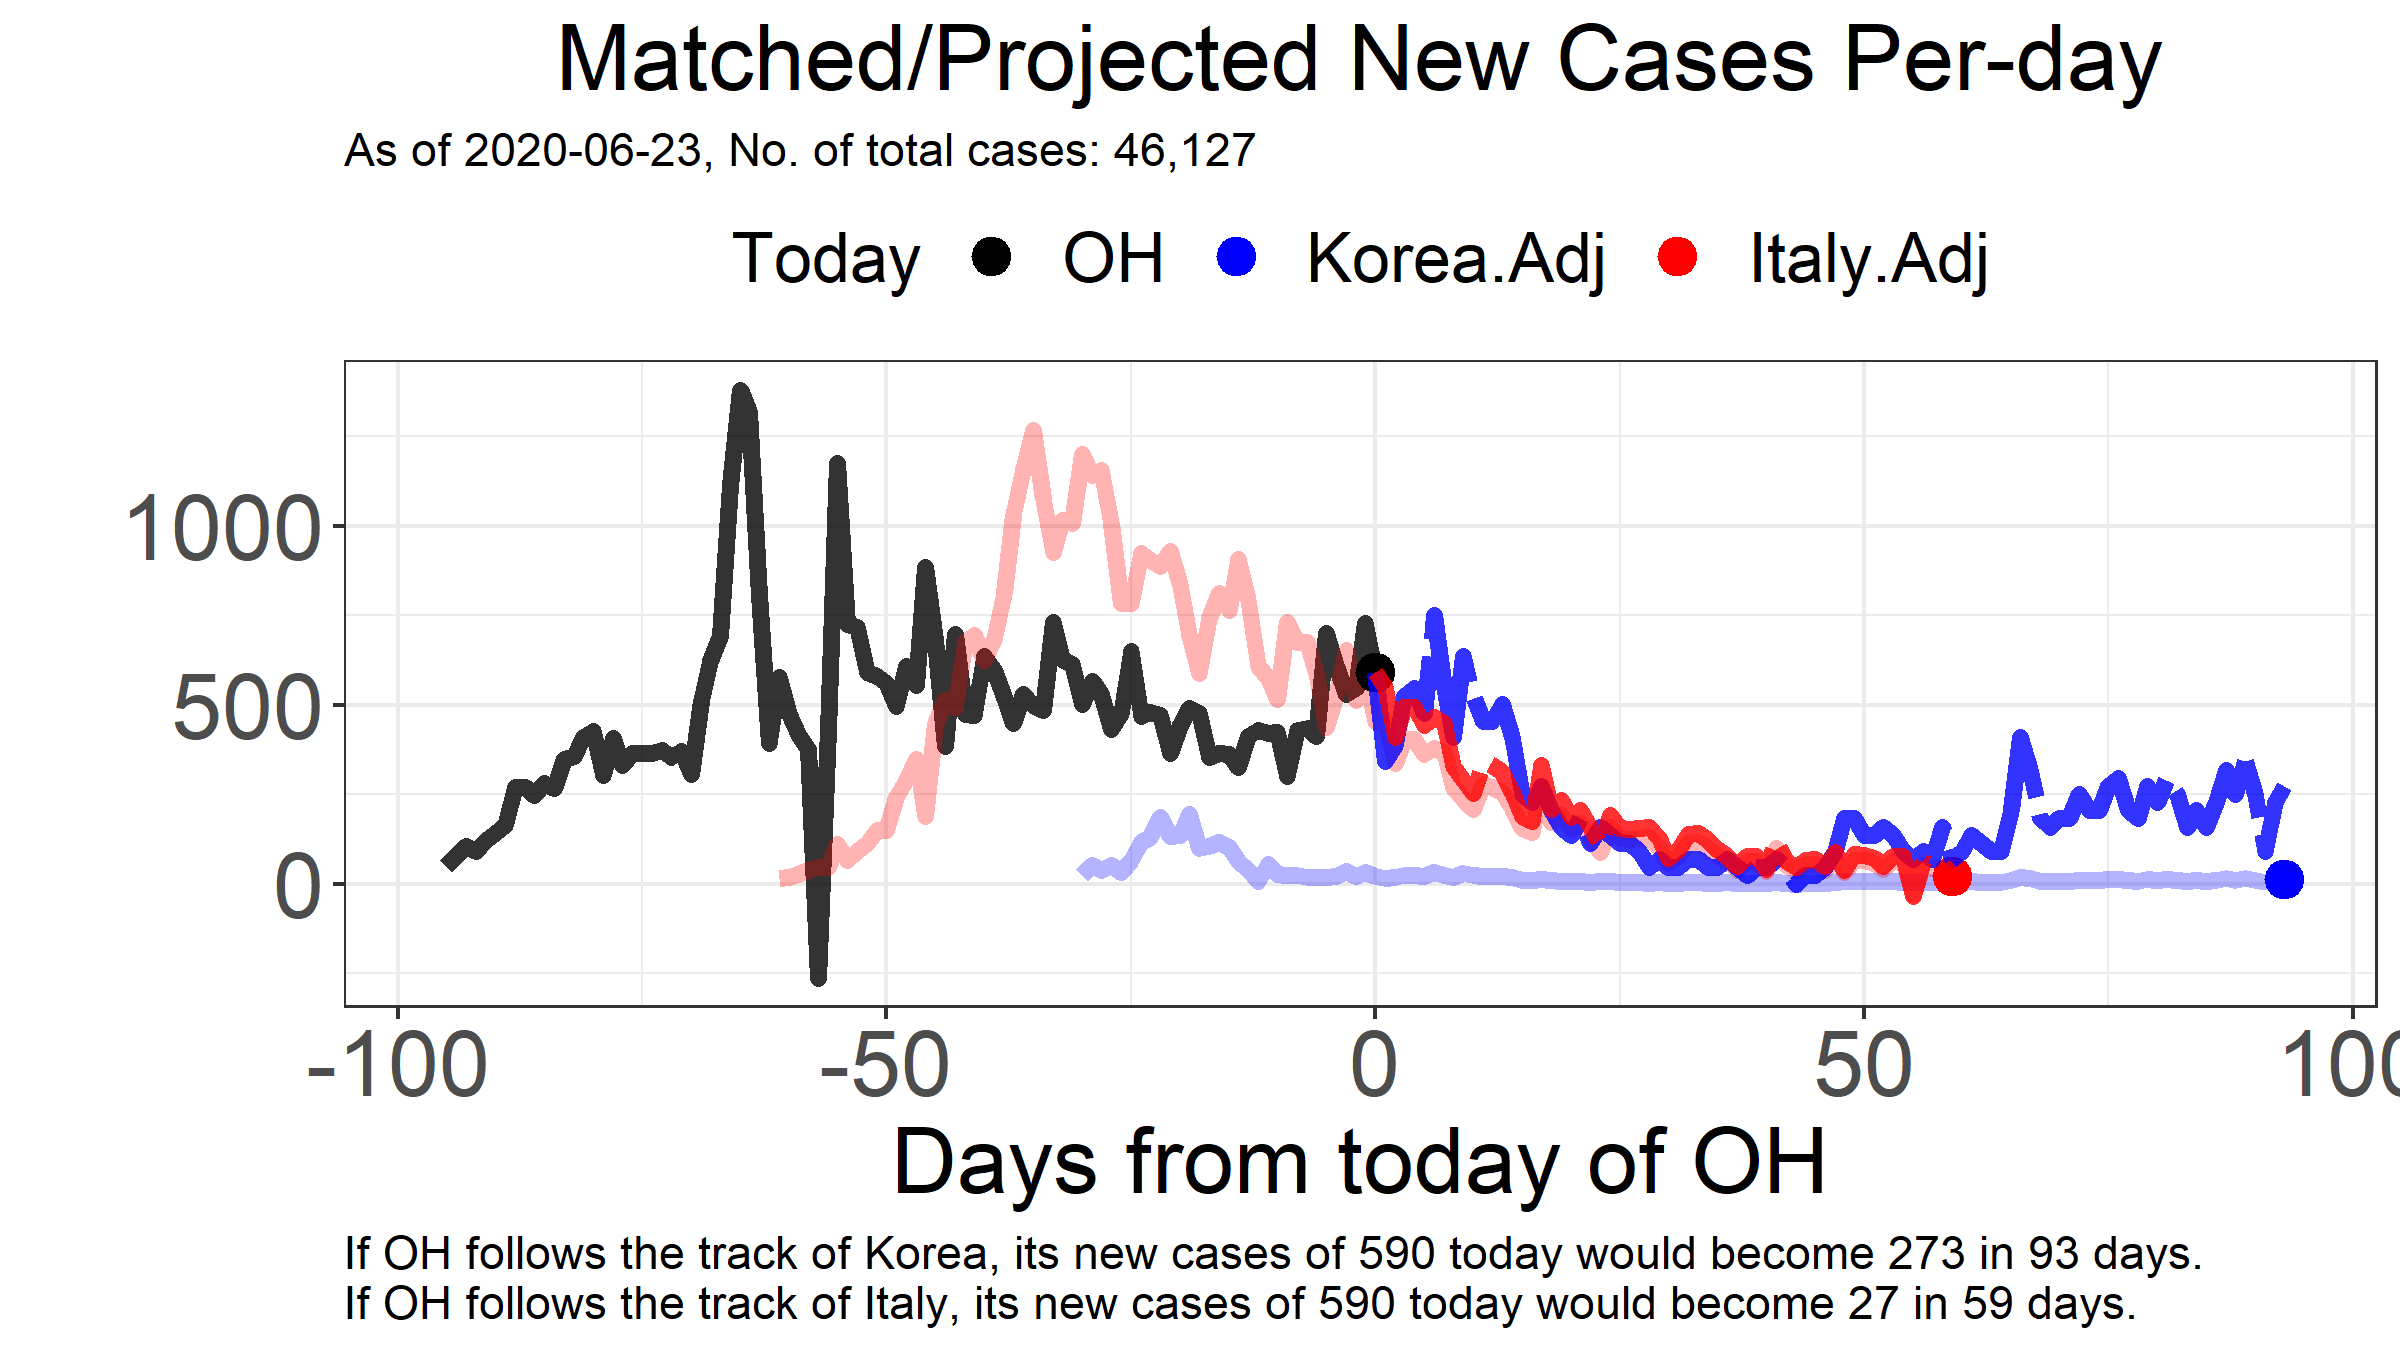 Matched/Projected New Cases Per-day
As of 2020-06-23, No. of total cases: 46,127
Today OH Korea.Adj Italy.Adj
1000
500
0
-100 -50 0 50 100
Days from today of OH
If OH follows the track of Korea, its new cases of 590 today would become 273 in 93 days.
If OH follows the track of Italy, its new cases of 590 today would become 27 in 59 days.